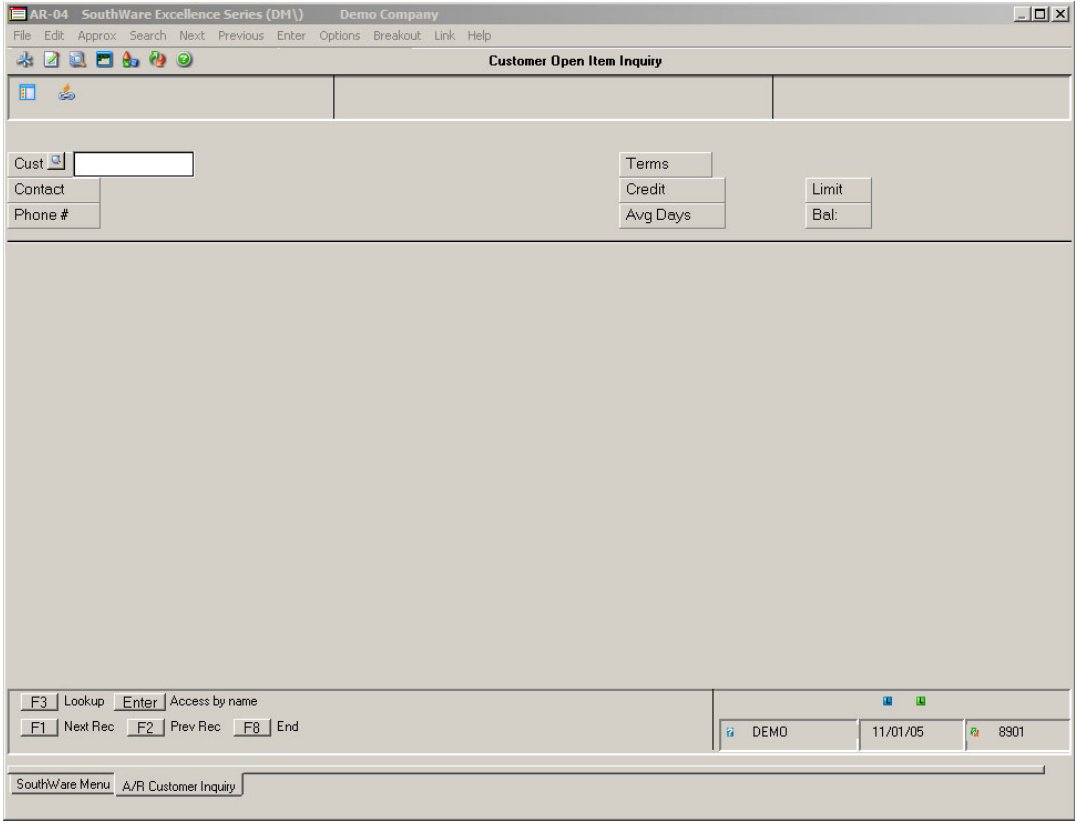 AR-04 SouthWare Excellence Series (DM\) Demo Company
File Edit Approx Search Next Previous Enter Options Breakout Link Help
Customer Open Item Inquiry
Cust Terms
Contact Credit Limit
Phone # Avg Days Bal:
F3 Lookup Enter Access by name
F1 Next Rec F2 Prev Rec F8 End
DEMO 11/01/05 8901
SouthWare Menu A/R Customer Inquiry